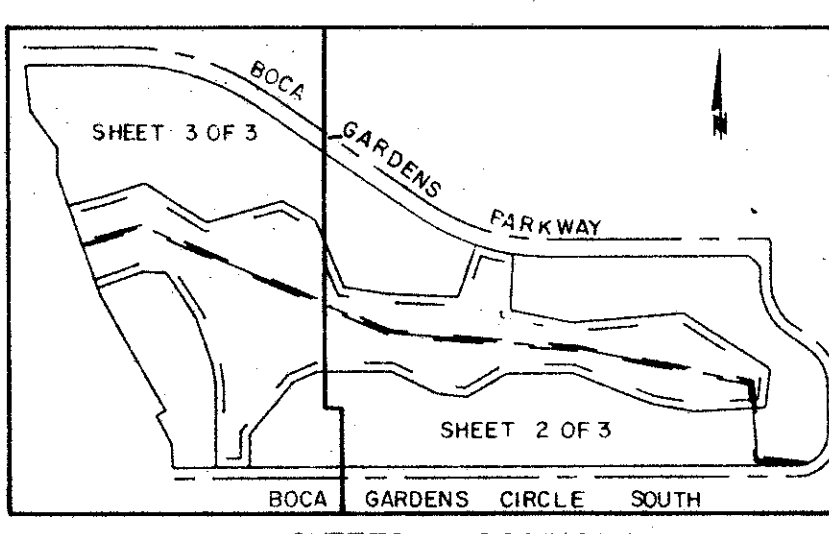 BOCA GARDENS PARKWAY
SHEET 3 OF 3
N
SHEET 2 OF 3
BOCA GARDENS CIRCLE SOUTH